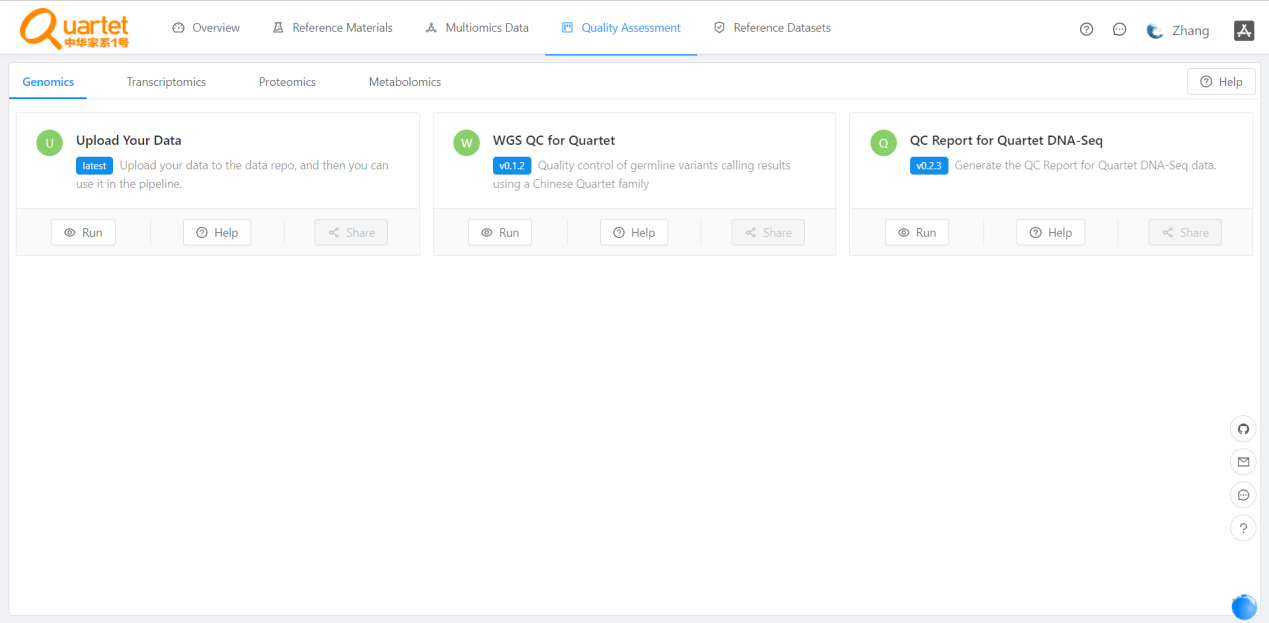 Quartet
中华家系1号
Overview
Reference Materials
Multiomics Data
Quality Assessment
Reference Datasets
Zhang
Genomics
Transcriptomics
Proteomics
Metabolomics
Help
U
Upload Your Data
latest Upload your data to the data repo, and then you can
use it in the pipeline.
Run
Help
Share
W
WGS QC for Quartet
v0.1.2 Quality control of germline variants calling results
using a Chinese Quartet family
Run
Help
Share
Q
QC Report for Quartet DNA-Seq
v0.2.3 Generate the QC Report for Quartet DNA-Seq data.
Run
Help
Share